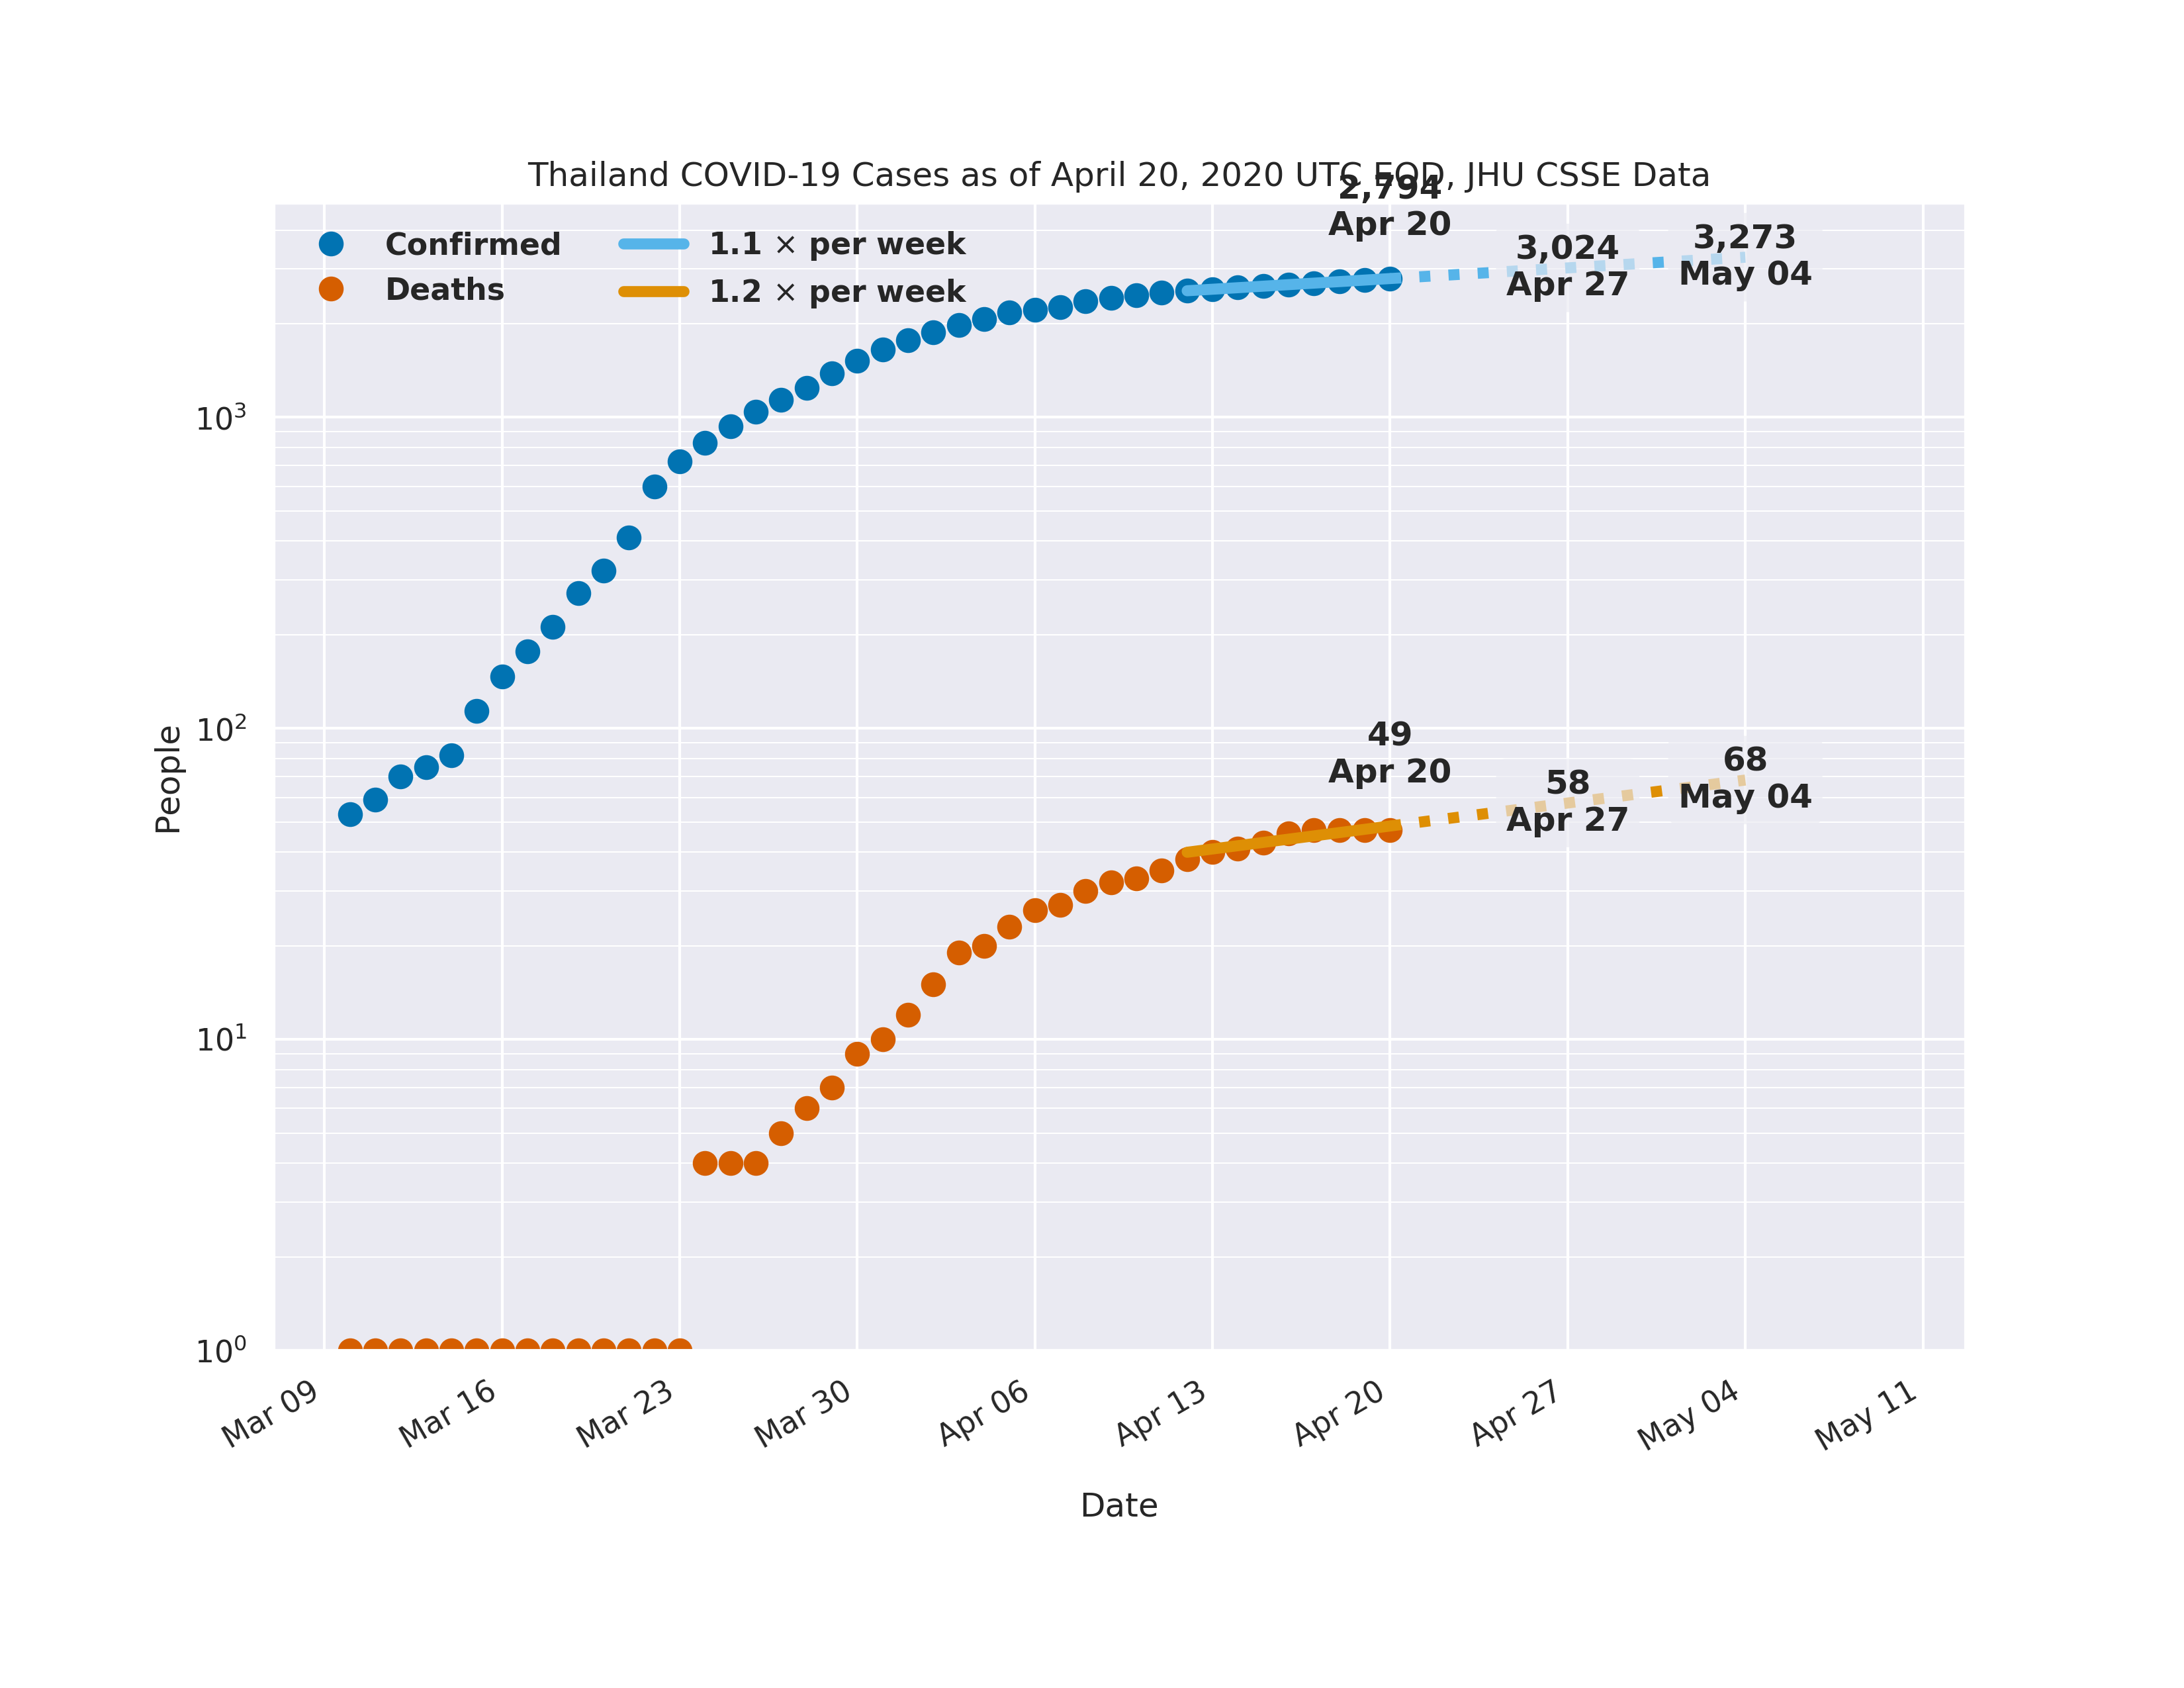 Thailand COVID-19 Cases as of April 20, 2020 UTC EOD, JHU CSSE Data
Confirmed
Deaths
1.1 × per week
1.2 × per week
2,794
Apr 20
3,024
Apr 27
3,273
May 04
49
Apr 20
58
Apr 27
68
May 04
People
10³
10²
10¹
10⁰
Mar 09
Mar 16
Mar 23
Mar 30
Apr 06
Apr 13
Apr 20
Apr 27
May 04
May 11
Date